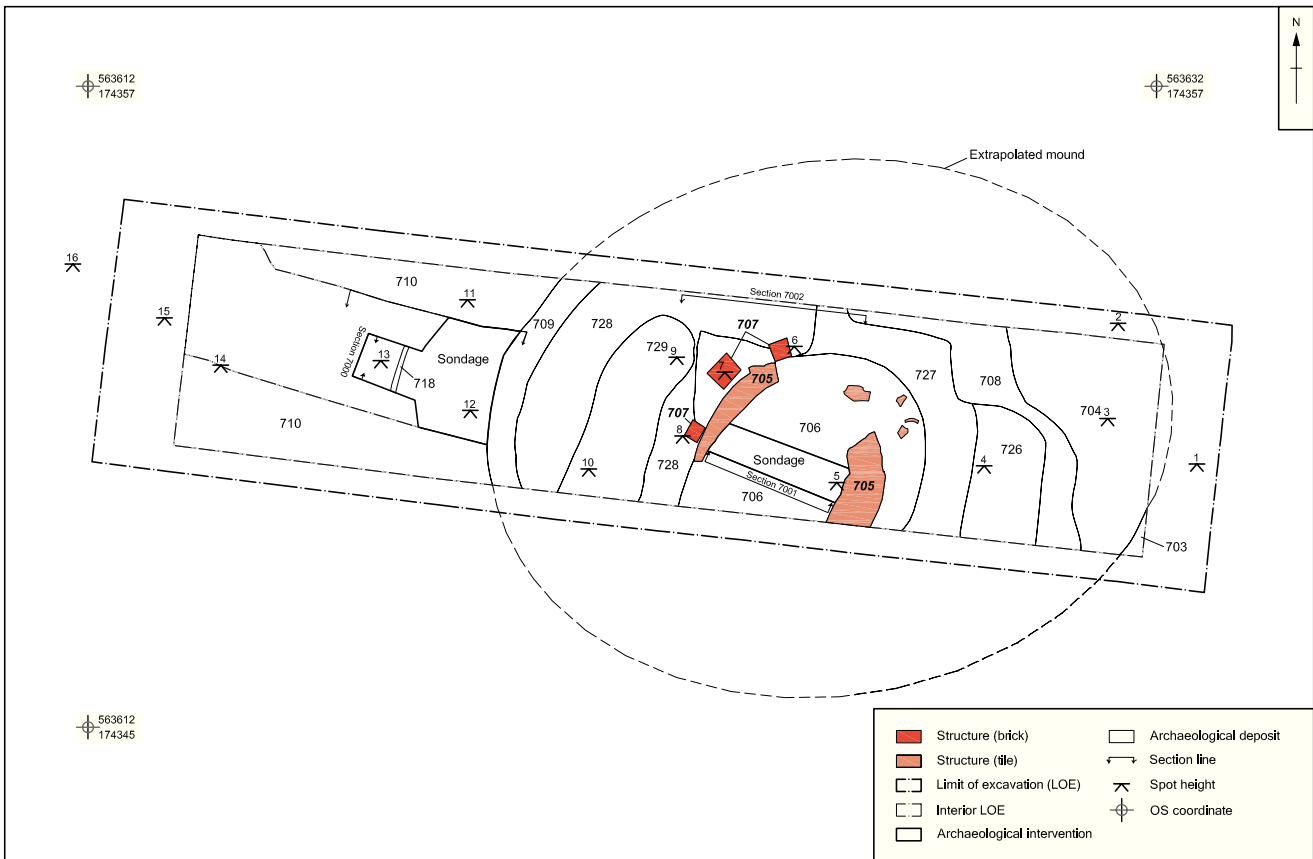 N
563612
174357
563632
174357
Extrapolated mound
16
15
14
710
11
Section 7000
13
718
Sondage
12
710
709
728
729
9
10
Section 7002
707
7
6
705
707
8
728
706
Sondage
Section 7001
5
706
705
727
708
2
704
3
4
726
1
703
563612
174345
Structure (brick)
Structure (tile)
Limit of excavation (LOE)
Interior LOE
Archaeological intervention
Archaeological deposit
Section line
Spot height
OS coordinate